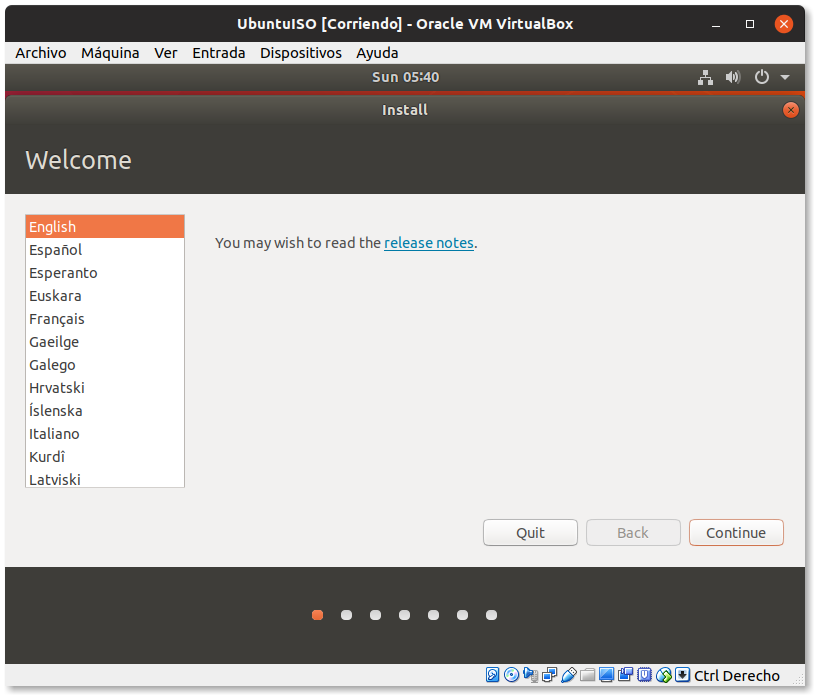 UbuntuISO [Corriendo] - Oracle VM VirtualBox
Archivo Máquina Ver Entrada Dispositivos Ayuda
Sun 05:40
Install
Welcome
English
You may wish to read the release notes.
Español
Esperanto
Euskara
Français
Gaeilge
Galego
Hrvatski
Íslenska
Italiano
Kurdî
Latviski
Quit Back Continue
Ctrl Derecho